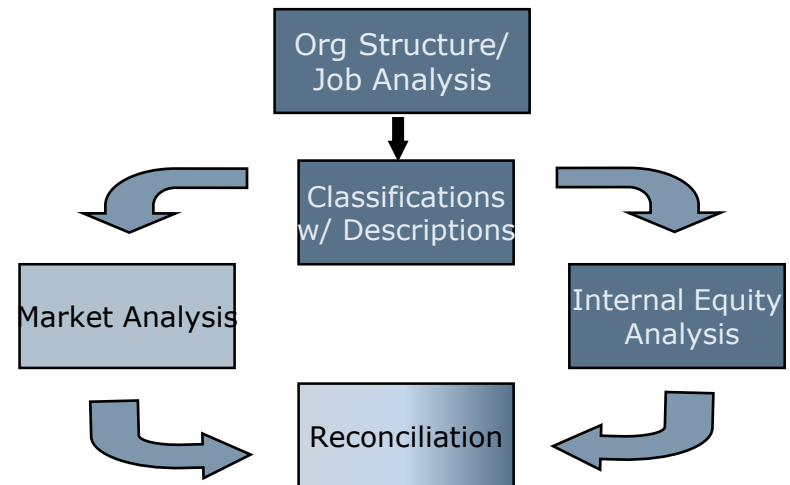 Org Structure/
Job Analysis
Classifications
w/ Descriptions
Market Analysis
Internal Equity
Analysis
Reconciliation